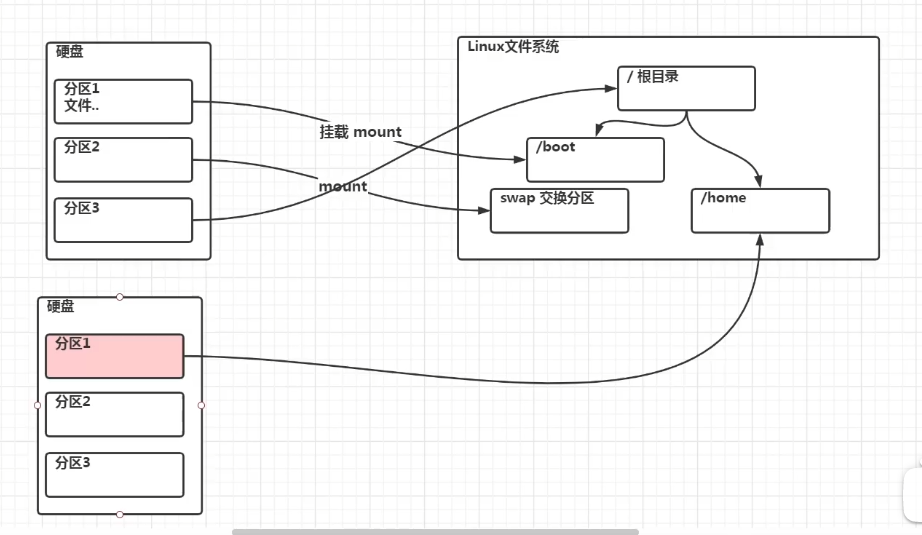 硬盘
分区1
文件..
分区2
分区3
挂载 mount
mount
Linux文件系统
/ 根目录
/boot
swap 交换分区
/home
硬盘
分区1
分区2
分区3